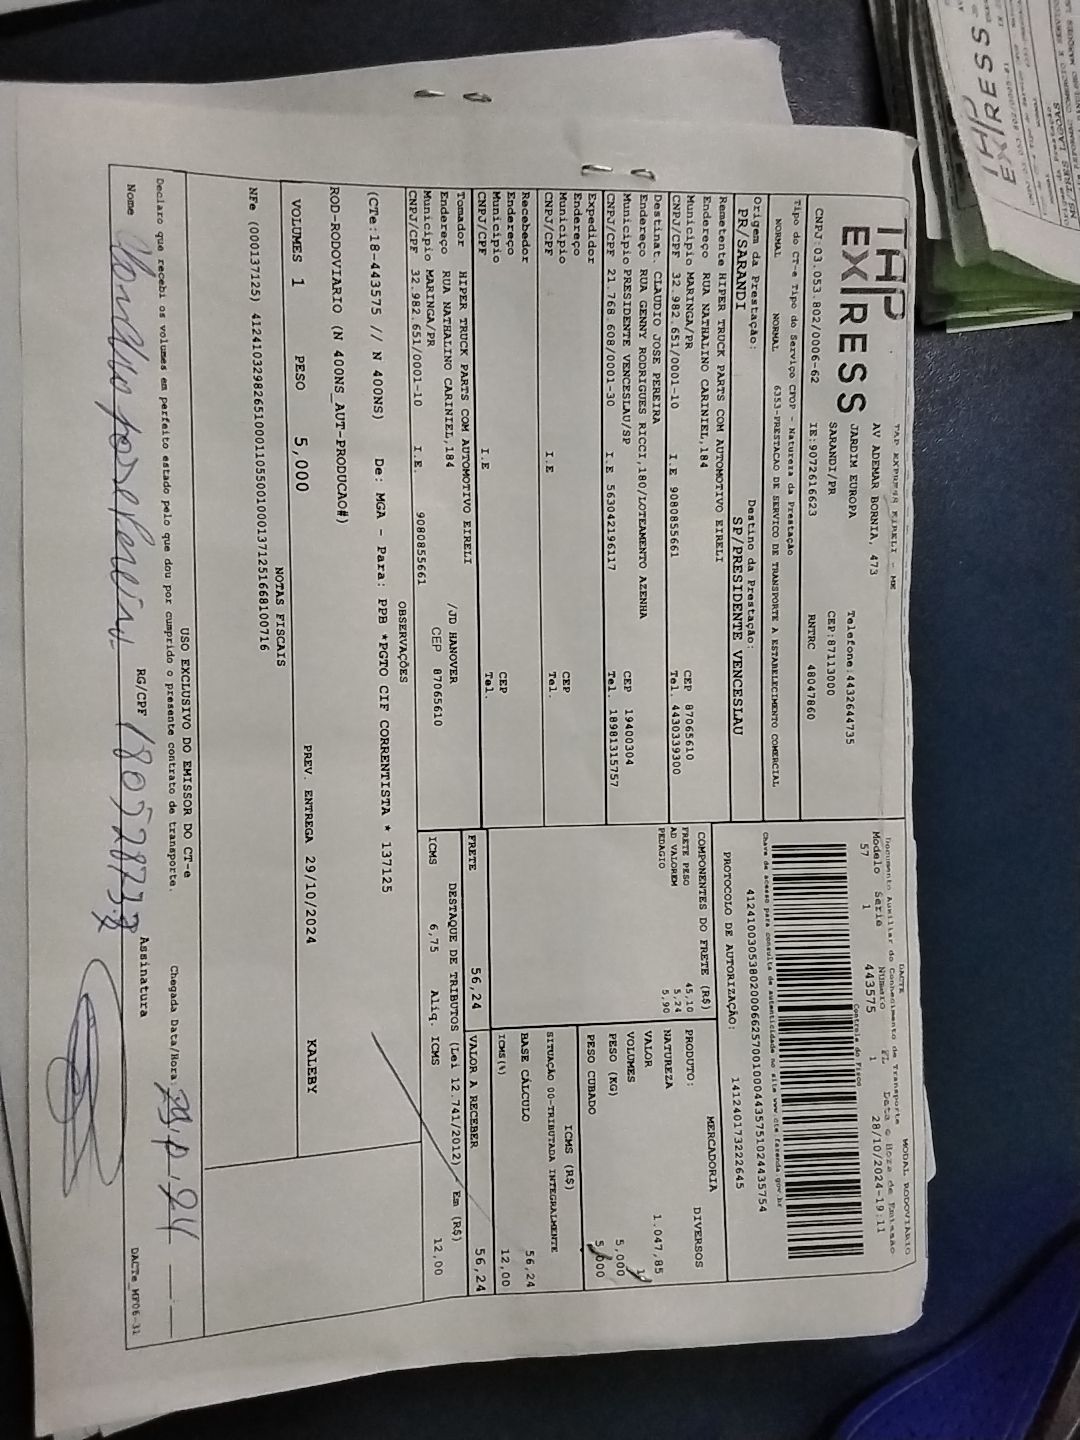 THP
EXPRESS
TAP EXPRESS EIRELI - ME
AV ADEMAR BORNIA, 473
JARDIM EUROPA
SARANDI/PR
Telefone:4432644735
CEP:87113000
CNPJ:03.053.802/0006-62 IE:9072616623 RNTRC 48047860
Tipo do CT-e Tipo do Serviço CFOP - Natureza da Prestação
NORMAL NORMAL 6353-PRESTACAO DE SERVICO DE TRANSPORTE A ESTABELECIMENTO COMERCIAL
Origem da Prestação: Destino da Prestação:
PR/SARANDI SP/PRESIDENTE VENCESLAU
Remetente HIPER TRUCK PARTS COM AUTOMOTIVO EIRELI
Endereço RUA NATHALINO CARINIEL,184
Município MARINGA/PR CEP 87065610
CNPJ/CPF 32.982.651/0001-10 I.E 9080855661 Tel. 4430339300
Destinat. CLAUDIO JOSE PEREIRA
Endereço RUA GENNY RODRIGUES RICCI,180/LOTEAMENTO AZENHA
Município PRESIDENTE VENCESLAU/SP CEP 19400304
CNPJ/CPF 21.768.608/0001-30 I.E 563042196117 Tel. 18981315757
Expedidor
Endereço
Município CEP
CNPJ/CPF I.E Tel.
Recebedor
Endereço
Município CEP
CNPJ/CPF I.E Tel.
Tomador HIPER TRUCK PARTS COM AUTOMOTIVO EIRELI
Endereço RUA NATHALINO CARINIEL,184 /JD HANOVER
Município MARINGA/PR CEP 87065610
CNPJ/CPF 32.982.651/0001-10 I.E. 9080855661
DACTE MODAL RODOVIÁRIO
Documento Auxiliar do Conhecimento de Transporte
Modelo Série Número FL Data e Hora de Emissão
57 1 443575 1 28/10/2024-19:11
Controle do Fisco
Chave de acesso para consulta de autenticidade no site www.cte.fazenda.gov.br
41241003053802000662570010004435751024435754
PROTOCOLO DE AUTORIZAÇÃO: 141240173222645
COMPONENTES DO FRETE (R$)
FRETE PESO 45,10
AD VALOREM 5,24
PEDAGIO 5,90
MERCADORIA
PRODUTO: DIVERSOS
NATUREZA
VALOR 1.047,85
VOLUMES 1
PESO (KG) 5,000
PESO CUBADO 5,000
ICMS (R$)
SITUAÇÃO 00-TRIBUTADA INTEGRALMENTE
BASE CÁLCULO 56,24
ICMS(%) 12,00
FRETE 56,24 VALOR A RECEBER 56,24
DESTAQUE DE TRIBUTOS (Lei 12.741/2012) Em (R$)
ICMS 6,75 Aliq. ICMS 12,00
OBSERVAÇÕES
(CTe:18-443575 // N 400NS) De: MGA - Para: PPB *PGTO CIF CORRENTISTA * 137125
ROD-RODOVIARIO (N 400NS_AUT-PRODUCAO#)
VOLUMES 1 PESO 5,000 PREV. ENTREGA 29/10/2024 KALEBY
NOTAS FISCAIS
NFe (000137125) 41241032982651000110550010001371251668100716
USO EXCLUSIVO DO EMISSOR DO CT-e
Declaro que recebi os volumes em perfeito estado pelo que dou por cumprido o presente contrato de transporte. Chegada Data/Hora:
Nome RG/CPF 18052873.8 Assinatura
DACTe_MP06-31
THP
EXPRESS